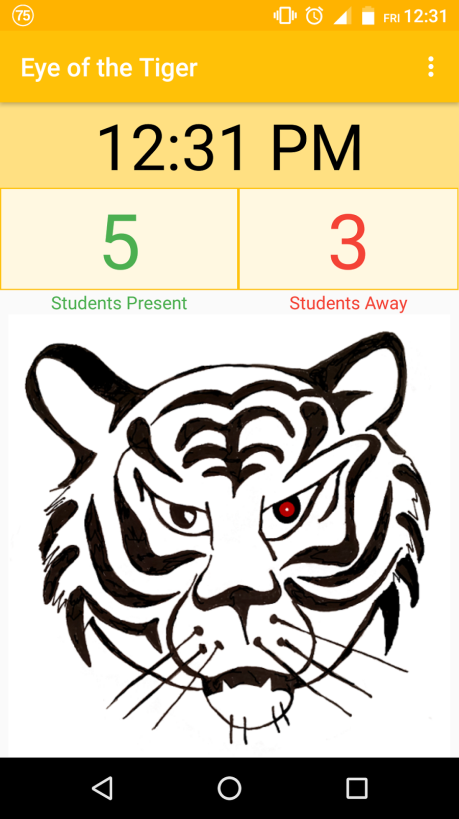 75 FRI 12:31
Eye of the Tiger
12:31 PM
5 3
Students Present Students Away